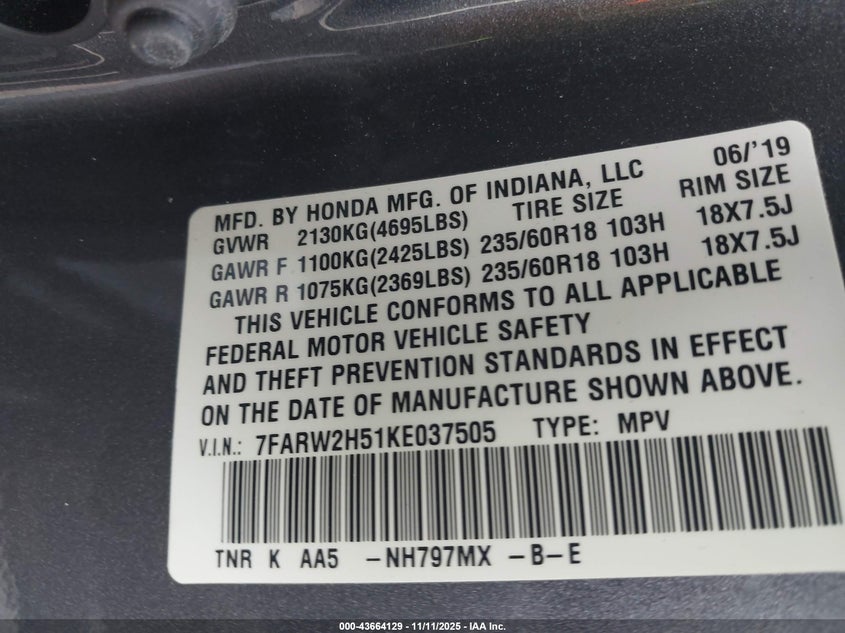 MFD. BY HONDA MFG. OF INDIANA, LLC 06/'19
GVWR 2130KG(4695LBS) TIRE SIZE RIM SIZE
GAWR F 1100KG(2425LBS) 235/60R18 103H 18X7.5J
GAWR R 1075KG(2369LBS) 235/60R18 103H 18X7.5J
THIS VEHICLE CONFORMS TO ALL APPLICABLE
FEDERAL MOTOR VEHICLE SAFETY
AND THEFT PREVENTION STANDARDS IN EFFECT
ON THE DATE OF MANUFACTURE SHOWN ABOVE.
V.I.N.: 7FARW2H51KE037505 TYPE: MPV
TNR K AA5 -NH797MX -B-E
000-43664129 - 11/11/2025 - IAA Inc.